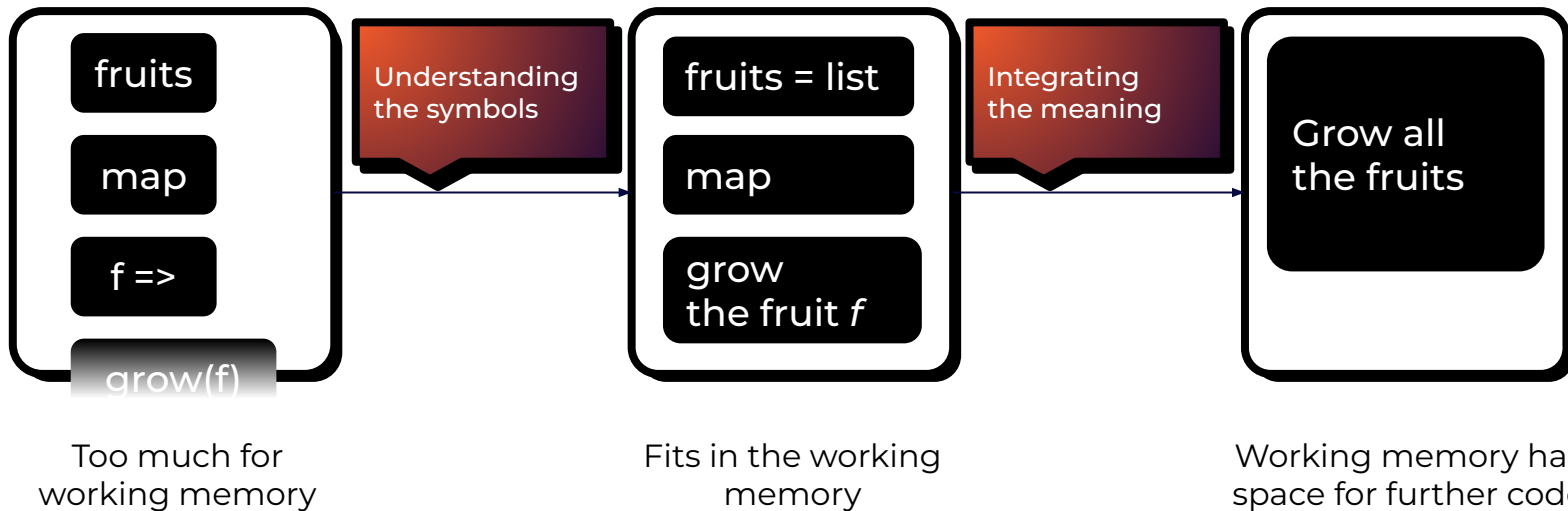 fruits
map
f =>
grow(f)
Too much for
working memory
Understanding
the symbols
fruits = list
map
grow
the fruit f
Fits in the working
memory
Integrating
the meaning
Grow all
the fruits
Working memory ha
space for further cod